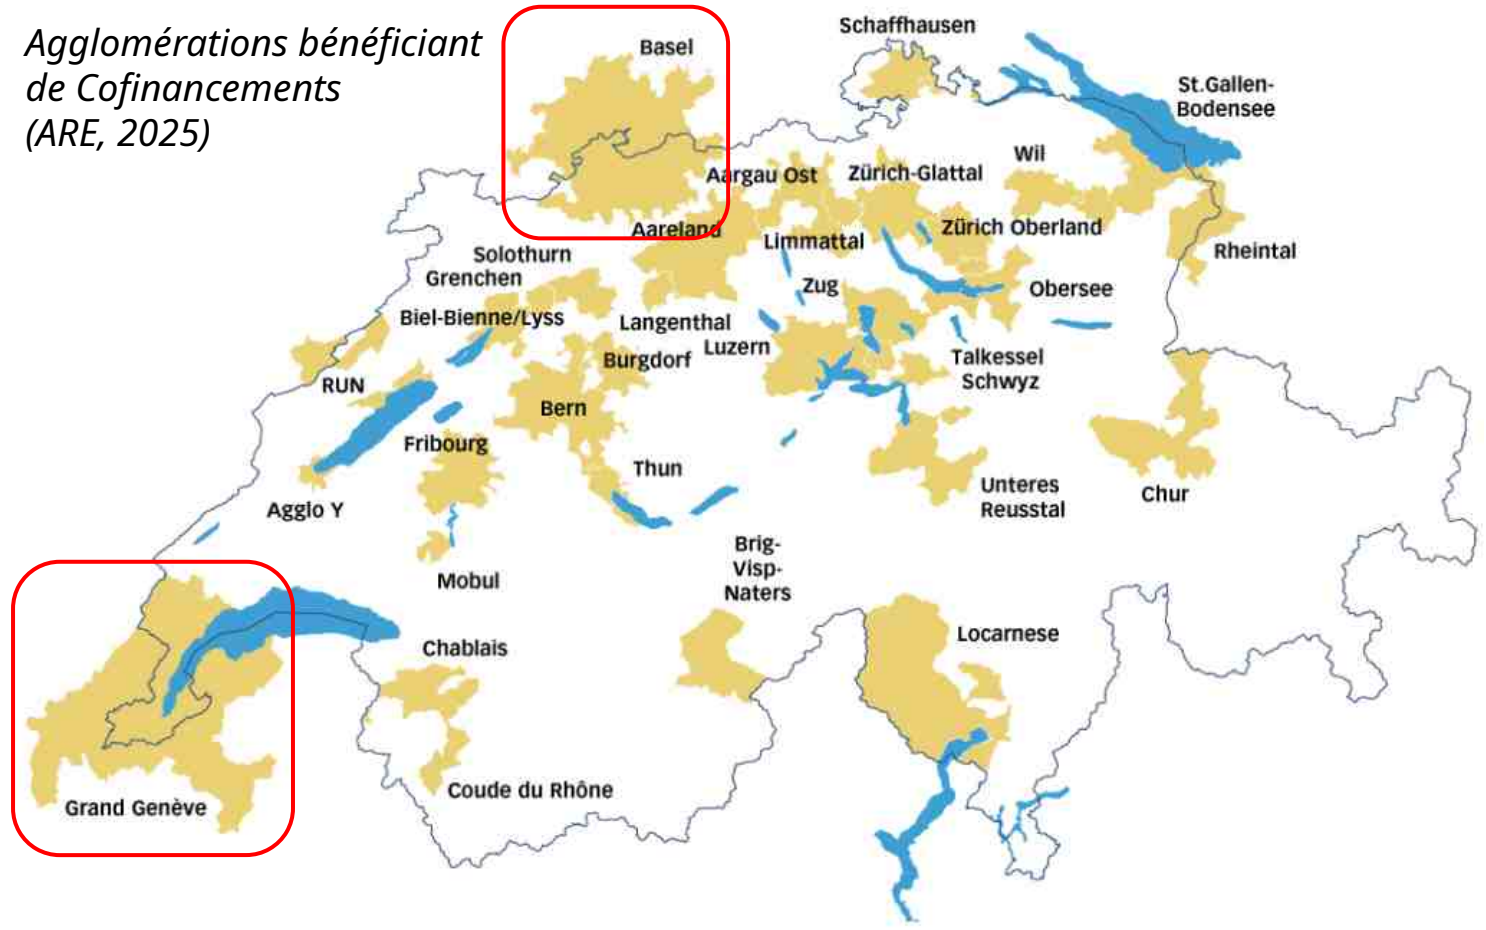 Agglomérations bénéficiant
de Cofinancements
(ARE, 2025)
Basel
Schaffhausen
St.Gallen-
Bodensee
Wil
Aargau Ost
Zürich-Glattal
Aareland
Limmattal
Zürich Oberland
Rheintal
Solothurn
Grenchen
Zug
Obersee
Biel-Bienne/Lyss
Langenthal
Luzern
Burgdorf
Talkessel
Schwyz
RUN
Bern
Fribourg
Thun
Unteres
Reusstal
Chur
Agglo Y
Brig-
Visp-
Naters
Mobul
Chablais
Locarnese
Coude du Rhône
Grand Genève